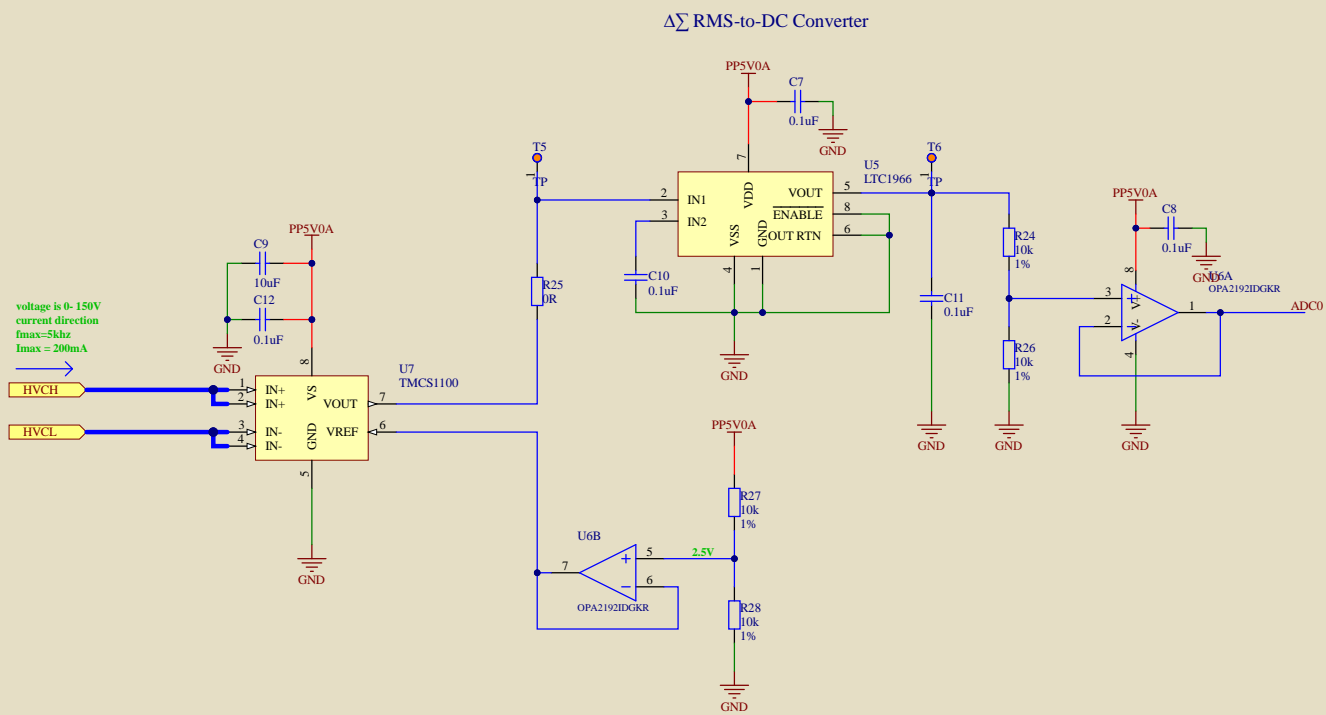 Δ∑ RMS-to-DC Converter
PP5V0A
C7
0.1uF
GND
T5
1
TP
7
VDD
U5
LTC1966
2
IN1
3
IN2
VOUT
5
ENABLE
8
OUT RTN
6
VSS
GND
4
1
C10
0.1uF
GND
T6
1
TP
C11
0.1uF
GND
R24
10k
1%
R26
10k
1%
GND
PP5V0A
C8
0.1uF
GND
U6A
OPA2192IDGKR
8
3
V+
1
2
V-
4
ADC0
GND
PP5V0A
C9
10uF
C12
0.1uF
GND
R25
0R
voltage is 0- 150V
current direction
fmax=5khz
Imax = 200mA
HVCH
HVCL
8
U7
TMCS1100
1
IN+
2
IN+
3
IN-
4
IN-
VS
GND
VOUT
7
VREF
6
5
GND
PP5V0A
R27
10k
1%
2.5V
U6B
5
6
7
OPA2192IDGKR
R28
10k
1%
GND